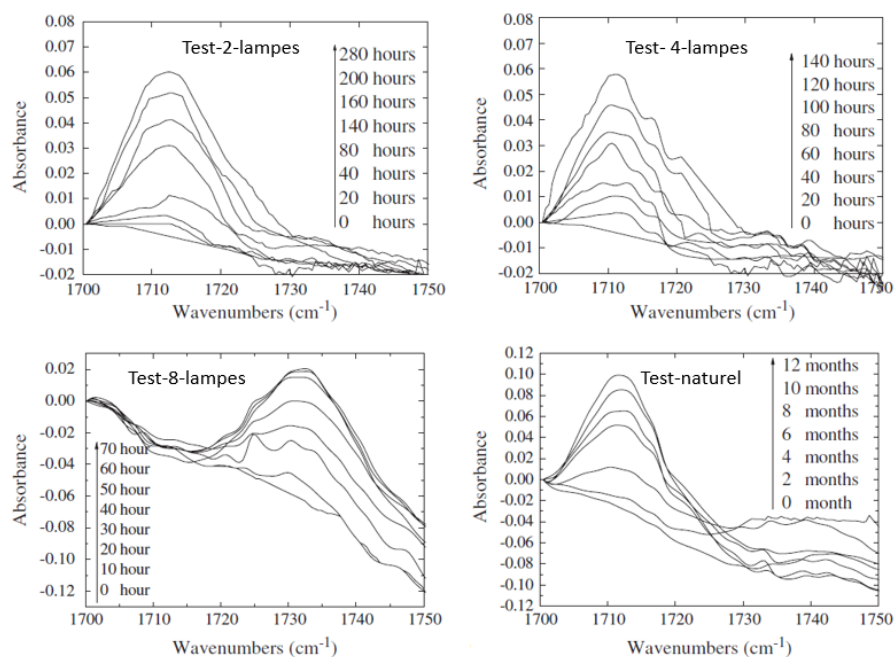 Test-2-lampes
0.08
0.07
0.06
0.05
0.04
0.03
0.02
0.01
0.00
-0.01
-0.02
Absorbance
280 hours
200 hours
160 hours
140 hours
80 hours
40 hours
20 hours
0 hours
1700 1710 1720 1730 1740 1750
Wavenumbers (cm-1)
Test- 4-lampes
0.08
0.07
0.06
0.05
0.04
0.03
0.02
0.01
0.00
-0.01
-0.02
Absorbance
140 hours
120 hours
100 hours
80 hours
60 hours
40 hours
20 hours
0 hours
1700 1710 1720 1730 1740 1750
Wavenumbers (cm-1)
Test-8-lampes
0.02
0.00
-0.02
-0.04
-0.06
-0.08
-0.10
-0.12
Absorbance
70 hour
60 hour
50 hour
40 hour
30 hour
20 hour
10 hour
0 hour
1700 1710 1720 1730 1740 1750
Wavenumbers (cm-1)
Test-naturel
0.12
0.10
0.08
0.06
0.04
0.02
0.00
-0.04
-0.06
-0.08
-0.10
-0.12
Absorbance
12 months
10 months
8 months
6 months
4 months
2 months
0 month
1700 1710 1720 1730 1740 1750
Wavenumbers (cm-1)